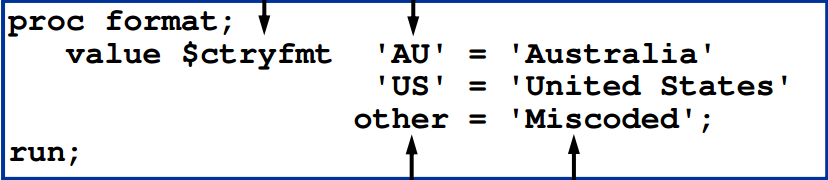 proc format;
value $ctryfmt 'AU' = 'Australia'
'US' = 'United States'
other = 'Miscoded';
run;